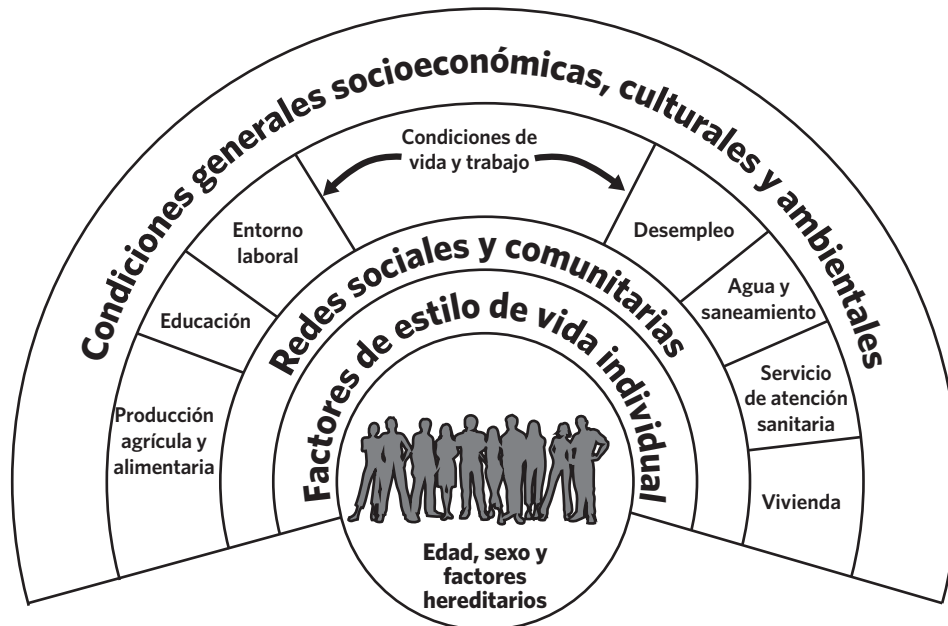 Condiciones generales socioeconómicas, culturales y ambientales
Condiciones de
vida y trabajo
Entorno
laboral
Educación
Producción
agrícula y
alimentaria
Desempleo
Agua y
saneamiento
Servicio
de atención
sanitaria
Vivienda
Redes sociales y comunitarias
Factores de estilo de vida individual
Edad, sexo y
factores
hereditarios